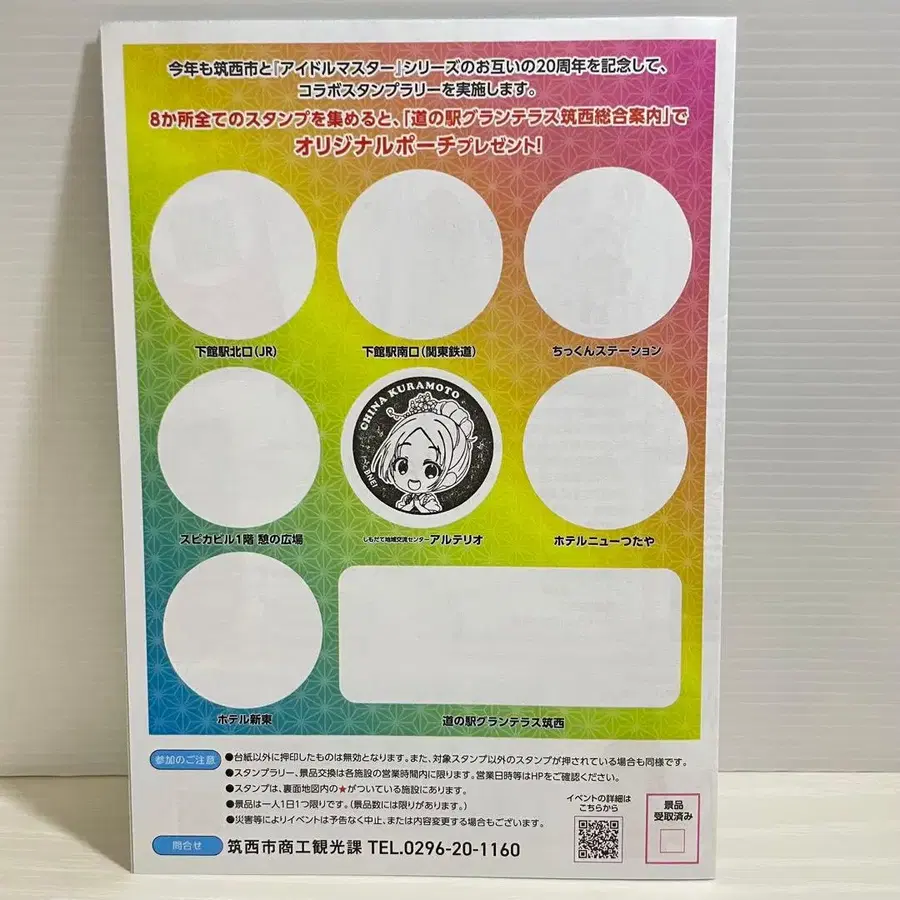 今年も筑西市と『アイドルマスター』シリーズのお互いの20周年を記念して、
コラボスタンプラリーを実施します。
8か所全てのスタンプを集めると、「道の駅グランテラス筑西総合案内」で
オリジナルポーチプレゼント!
下館駅北口(JR)
下館駅南口(関東鉄道)
ちっくんステーション
CHINA KURAMOTO
スピカビル1階 憩の広場
しもだて地域交流センター アルテリオ
ホテルニューつたや
ホテル新東
道の駅グランテラス筑西
参加のご注意
●台紙以外に押印したものは無効となります。また、対象スタンプ以外のスタンプが押されている場合も同様です。
●スタンプラリー、景品交換は各施設の営業時間内に限ります。営業日時等はHPをご確認ください。
●スタンプは、裏面地図内の★がついている施設にあります。
●景品は一人1日1つ限りです。(景品数には限りがあります。)
●災害等によりイベントは予告なく中止、または内容変更する場合もございます。
イベントの詳細は
こちらから
景品
受取済み
問合せ
筑西市商工観光課 TEL.0296-20-1160